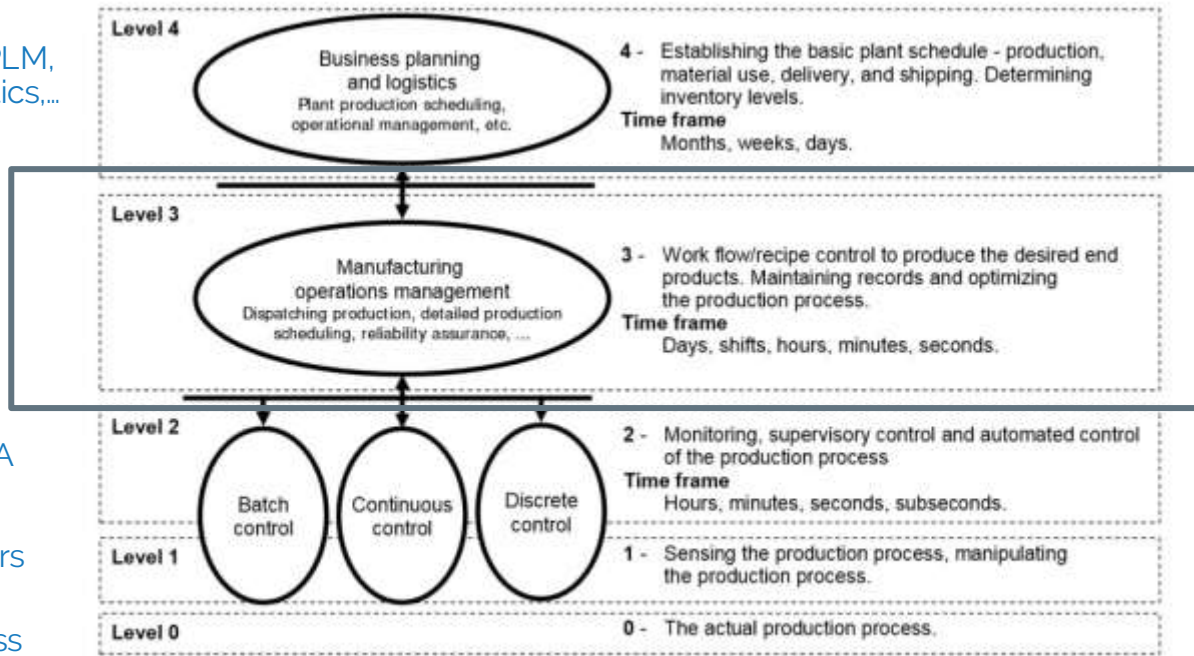 PLM,
ics,...
A
rs
ss
Level 4
Business planning
and logistics
Plant production scheduling,
operational management, etc.
4 - Establishing the basic plant schedule - production,
material use, delivery, and shipping. Determining
inventory levels.
Time frame
Months, weeks, days.
Level 3
Manufacturing
operations management
Dispatching production, detailed production
scheduling, reliability assurance, ...
3 - Work flow/recipe control to produce the desired end
products. Maintaining records and optimizing
the production process.
Time frame
Days, shifts, hours, minutes, seconds.
Level 2
Batch
control
Continuous
control
Discrete
control
2 - Monitoring, supervisory control and automated control
of the production process
Time frame
Hours, minutes, seconds, subseconds.
Level 1
1 - Sensing the production process, manipulating
the production process.
Level 0
0 - The actual production process.